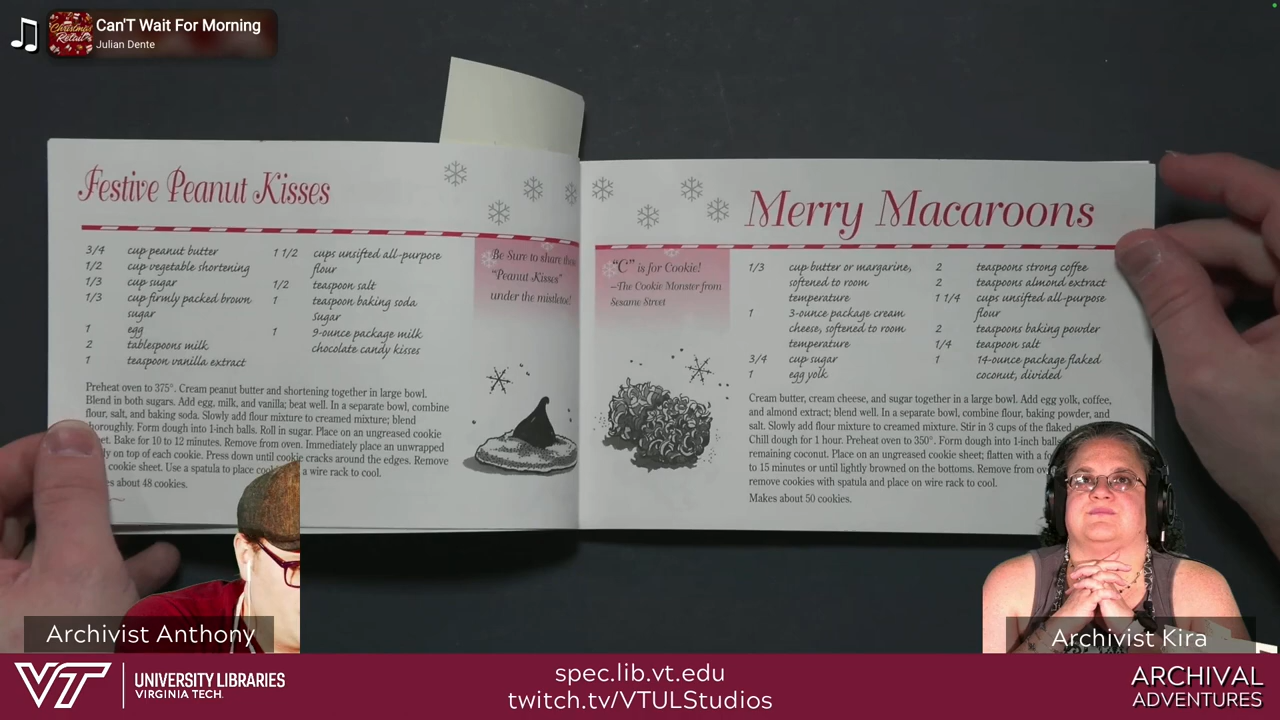 Can'T Wait For Morning
Julian Dente
Christmas
Retail
Festive Peanut Kisses
3/4 cup peanut butter
1/2 cup vegetable shortening
1/3 cup sugar
1/3 cup firmly packed brown
sugar
1 egg
2 tablespoons milk
1 teaspoon vanilla extract
1 1/2 cups unsifted all-purpose
flour
1/2 teaspoon salt
1 teaspoon baking soda
sugar
1 9-ounce package milk
chocolate candy kisses
Be Sure to share
"Peanut Kisses"
under the mistletoe!
Preheat oven to 375°. Cream peanut butter and shortening together in large bowl.
Blend in both sugars. Add egg, milk, and vanilla; beat well. In a separate bowl, combine
flour, salt, and baking soda. Slowly add flour mixture to creamed mixture; blend
thoroughly. Form dough into 1-inch balls. Roll in sugar. Place on an ungreased cookie
Bake for 10 to 12 minutes. Remove from oven. Immediately place an unwrapped
on top of each cookie. Press down until cookie cracks around the edges. Remove
cookie sheet. Use a spatula to place a wire rack to cool.
about 48 cookies.
Merry Macaroons
"C" is for Cookie!
—The Cookie Monster from
Sesame Street
1/3 cup butter or margarine,
softened to room
temperature
1 3-ounce package cream
cheese, softened to room
temperature
3/4 cup sugar
1 egg yolk
2 teaspoons strong coffee
2 teaspoons almond extract
1 1/4 cups unsifted all-purpose
flour
2 teaspoons baking powder
1/4 teaspoon salt
1 14-ounce package flaked
coconut, divided
Cream butter, cream cheese, and sugar together in a large bowl. Add egg yolk, coffee,
and almond extract; blend well. In a separate bowl, combine flour, baking powder, and
salt. Slowly add flour mixture to creamed mixture. Stir in 3 cups of the flaked
Chill dough for 1 hour. Preheat oven to 350°. Form dough into 1-inch balls
remaining coconut. Place on an ungreased cookie sheet; flatten with a
to 15 minutes or until lightly browned on the bottoms. Remove from
remove cookies with spatula and place on wire rack to cool.
Makes about 50 cookies.
Archivist Anthony
Archivist Kira
VT
UNIVERSITY LIBRARIES
VIRGINIA TECH.
spec.lib.vt.edu
twitch.tv/VTULStudios
ARCHIVAL
ADVENTURES